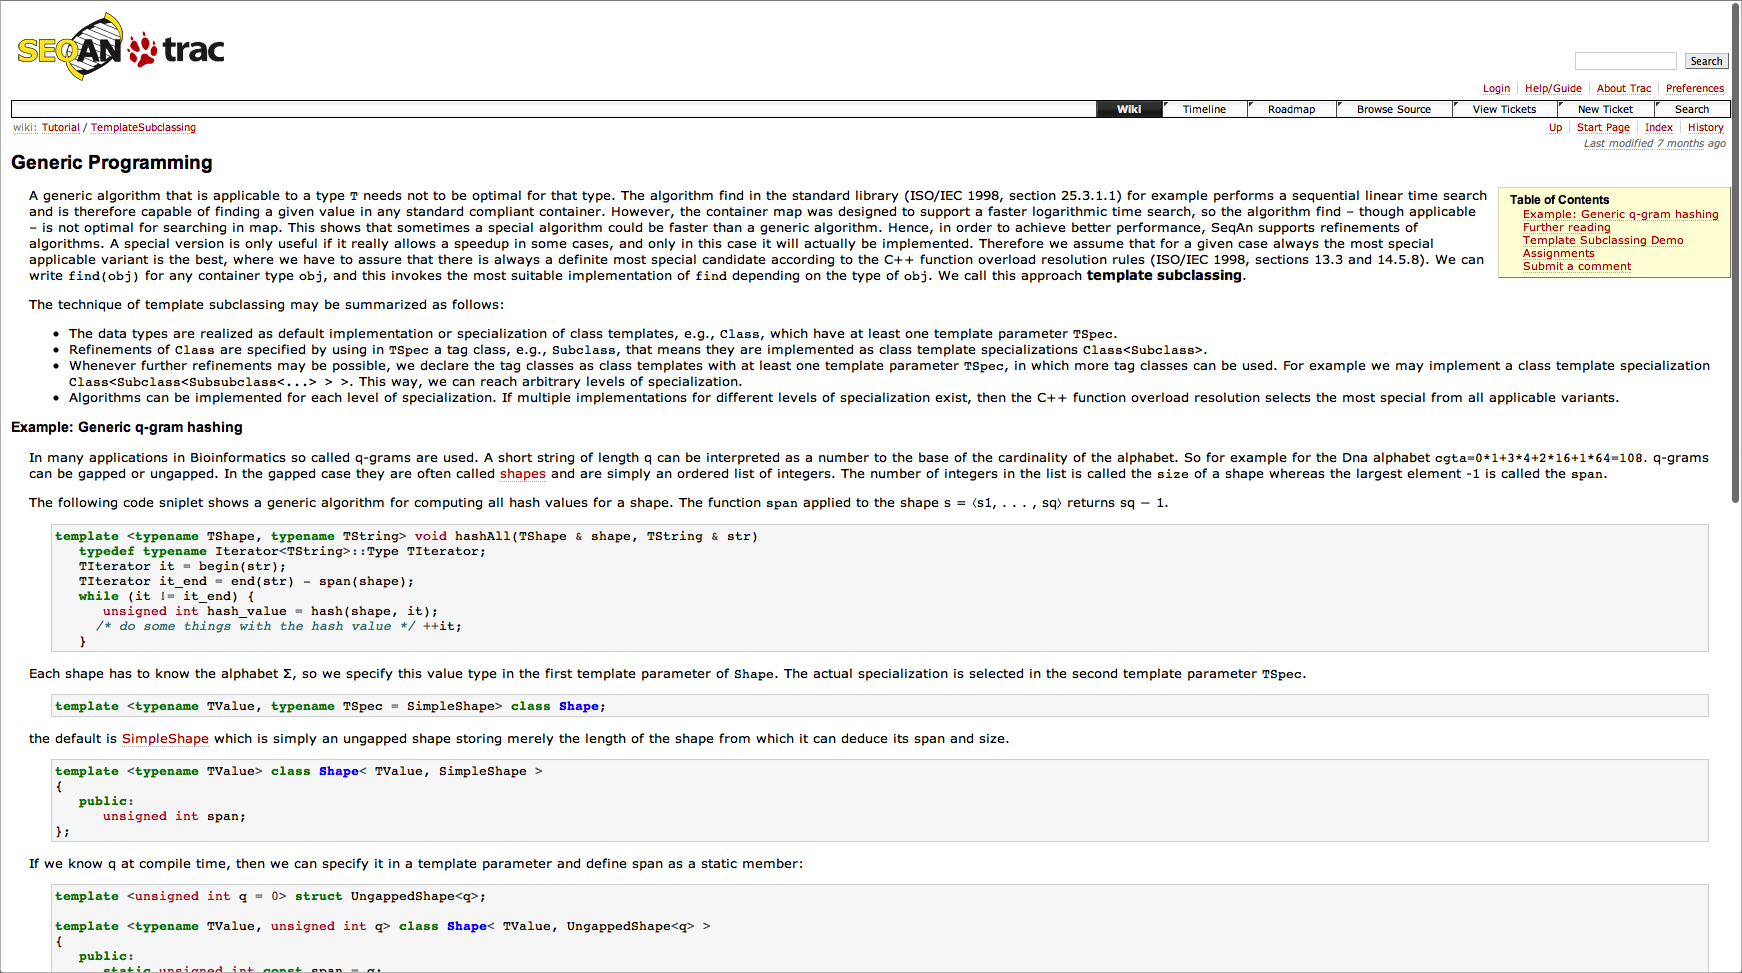 SEQAN trac
Search
Login Help/Guide About Trac Preferences
Wiki Timeline Roadmap Browse Source View Tickets New Ticket Search
wiki: Tutorial / TemplateSubclassing
Up Start Page Index History
Last modified 7 months ago
Generic Programming
A generic algorithm that is applicable to a type T needs not to be optimal for that type. The algorithm find in the standard library (ISO/IEC 1998, section 25.3.1.1) for example performs a sequential linear time search
and is therefore capable of finding a given value in any standard compliant container. However, the container map was designed to support a faster logarithmic time search, so the algorithm find – though applicable
– is not optimal for searching in map. This shows that sometimes a special algorithm could be faster than a generic algorithm. Hence, in order to achieve better performance, SeqAn supports refinements of
algorithms. A special version is only useful if it really allows a speedup in some cases, and only in this case it will actually be implemented. Therefore we assume that for a given case always the most special
applicable variant is the best, where we have to assure that there is always a definite most special candidate according to the C++ function overload resolution rules (ISO/IEC 1998, sections 13.3 and 14.5.8). We can
write find(obj) for any container type obj, and this invokes the most suitable implementation of find depending on the type of obj. We call this approach template subclassing.
Table of Contents
Example: Generic q-gram hashing
Further reading
Template Subclassing Demo
Assignments
Submit a comment
The technique of template subclassing may be summarized as follows:
• The data types are realized as default implementation or specialization of class templates, e.g., Class, which have at least one template parameter TSpec.
• Refinements of Class are specified by using in TSpec a tag class, e.g., Subclass, that means they are implemented as class template specializations Class<Subclass>.
• Whenever further refinements may be possible, we declare the tag classes as class templates with at least one template parameter TSpec, in which more tag classes can be used. For example we may implement a class template specialization
Class<Subclass<Subsubclass<...> > >. This way, we can reach arbitrary levels of specialization.
• Algorithms can be implemented for each level of specialization. If multiple implementations for different levels of specialization exist, then the C++ function overload resolution selects the most special from all applicable variants.
Example: Generic q-gram hashing
In many applications in Bioinformatics so called q-grams are used. A short string of length q can be interpreted as a number to the base of the cardinality of the alphabet. So for example for the Dna alphabet cgta=0*1+3*4+2*16+1*64=108. q-grams
can be gapped or ungapped. In the gapped case they are often called shapes and are simply an ordered list of integers. The number of integers in the list is called the size of a shape whereas the largest element -1 is called the span.
The following code sniplet shows a generic algorithm for computing all hash values for a shape. The function span applied to the shape s = ⟨s1, . . . , sq⟩ returns sq − 1.
template <typename TShape, typename TString> void hashAll(TShape & shape, TString & str)
typedef typename Iterator<TString>::Type TIterator;
TIterator it = begin(str);
TIterator it_end = end(str) - span(shape);
while (it != it_end) {
unsigned int hash_value = hash(shape, it);
/* do some things with the hash value */ ++it;
}
Each shape has to know the alphabet Σ, so we specify this value type in the first template parameter of Shape. The actual specialization is selected in the second template parameter TSpec.
template <typename TValue, typename TSpec = SimpleShape> class Shape;
the default is SimpleShape which is simply an ungapped shape storing merely the length of the shape from which it can deduce its span and size.
template <typename TValue> class Shape< TValue, SimpleShape >
{
public:
unsigned int span;
};
If we know q at compile time, then we can specify it in a template parameter and define span as a static member:
template <unsigned int q = 0> struct UngappedShape<q>;
template <typename TValue, unsigned int q> class Shape< TValue, UngappedShape<q> >
{
public:
static unsigned int const span = q;